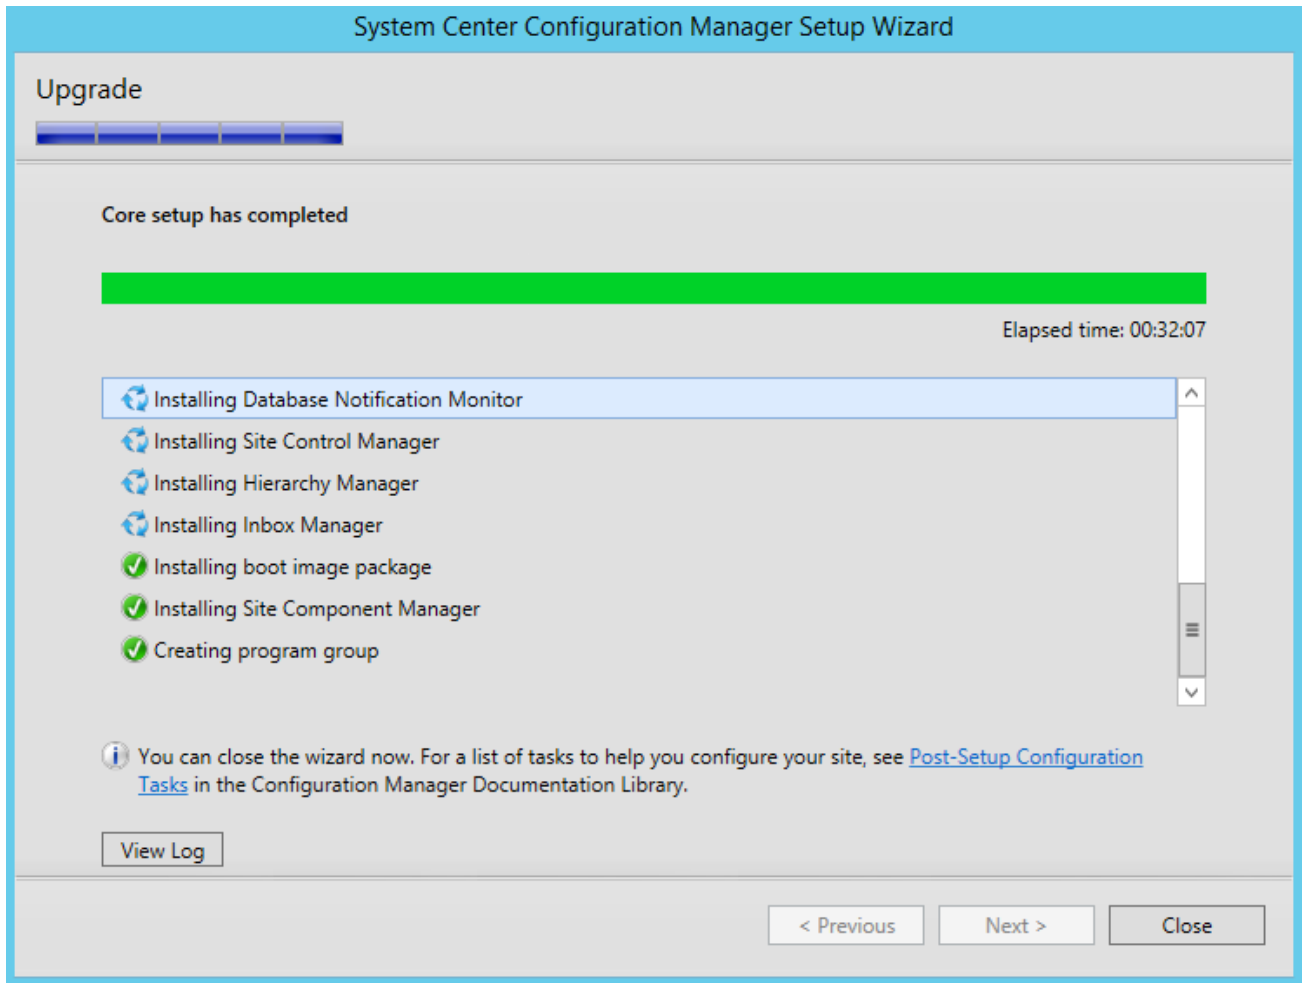 System Center Configuration Manager Setup Wizard
Upgrade
Core setup has completed
Elapsed time: 00:32:07
Installing Database Notification Monitor
Installing Site Control Manager
Installing Hierarchy Manager
Installing Inbox Manager
Installing boot image package
Installing Site Component Manager
Creating program group
You can close the wizard now. For a list of tasks to help you configure your site, see Post-Setup Configuration
Tasks in the Configuration Manager Documentation Library.
View Log
< Previous
Next >
Close